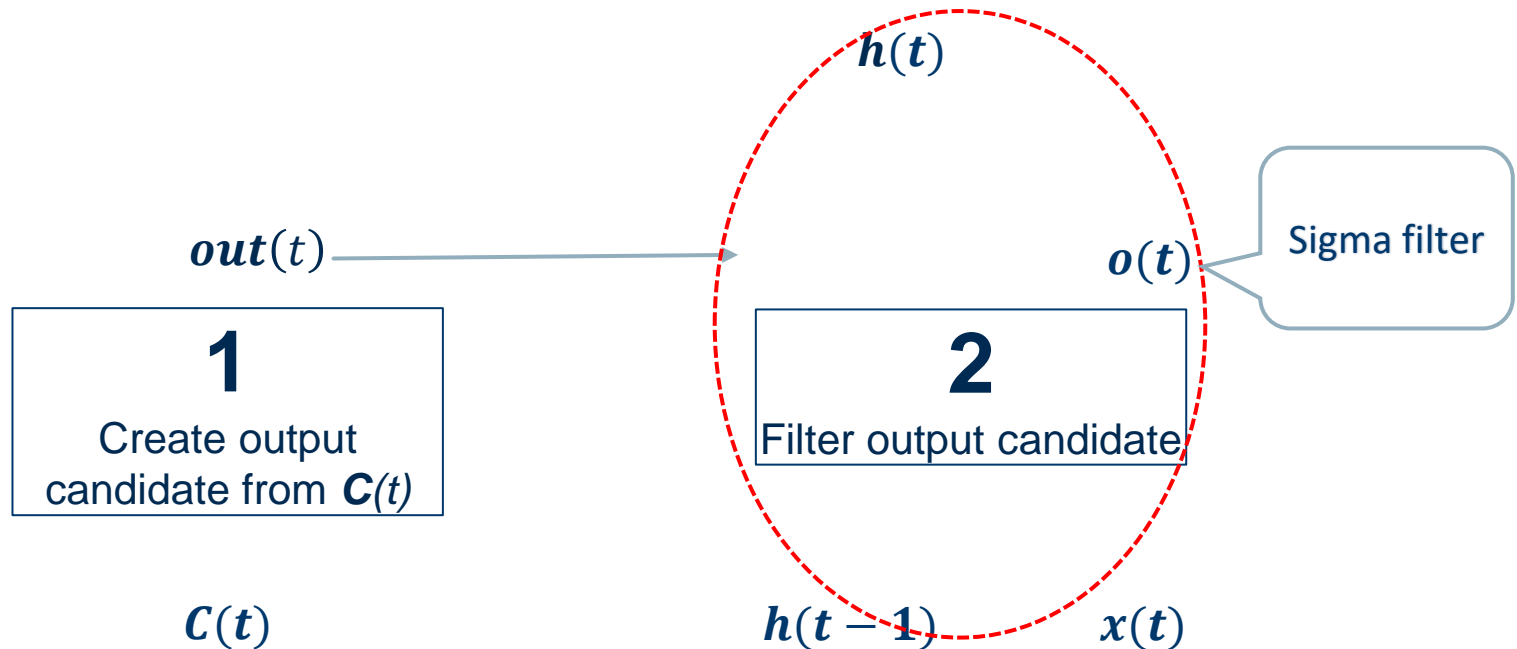 h(t)
out(t)
o(t)
Sigma filter
1
Create output
candidate from C(t)
2
Filter output candidate
C(t)
h(t − 1)
x(t)